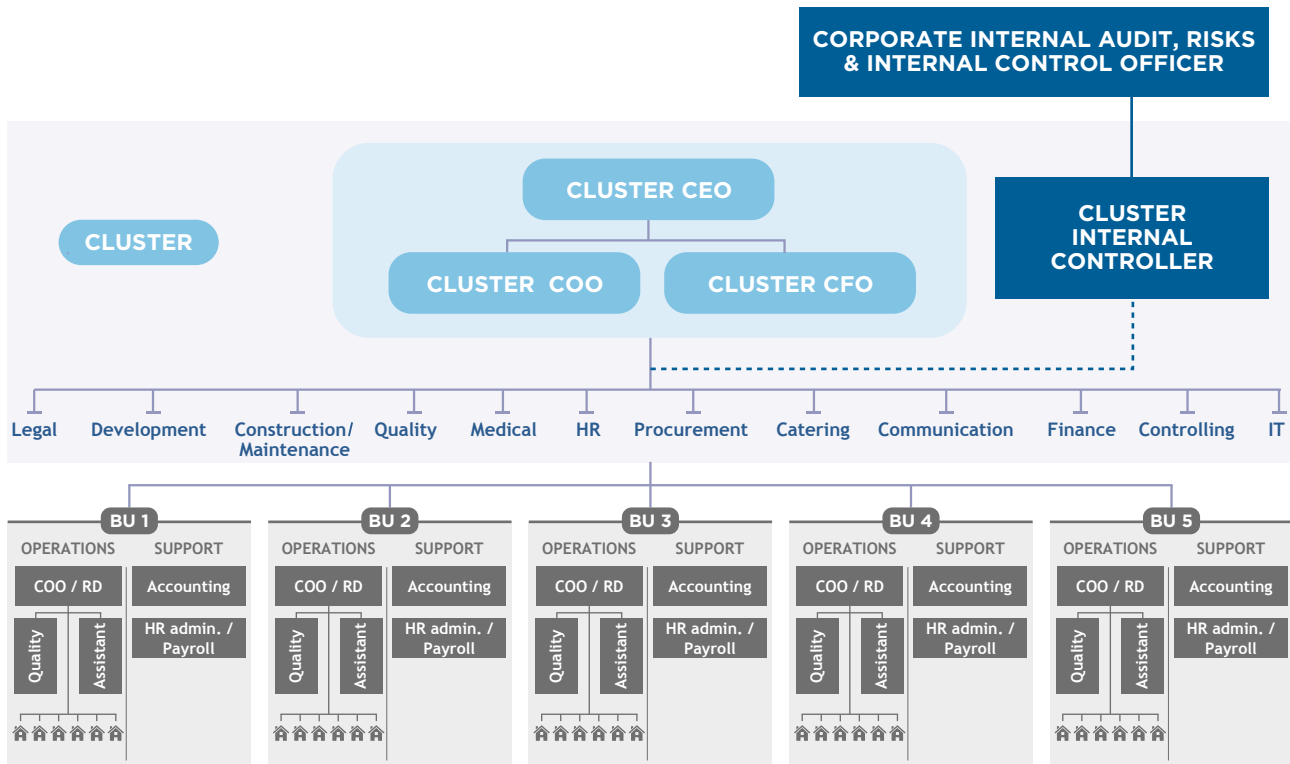 CORPORATE INTERNAL AUDIT, RISKS
& INTERNAL CONTROL OFFICER
CLUSTER CEO
CLUSTER
INTERNAL
CONTROLLER
CLUSTER
CLUSTER COO
CLUSTER CFO
Legal
Development
Construction/
Maintenance
Quality
Medical
HR
Procurement
Catering
Communication
Finance
Controlling
IT
BU 1
OPERATIONS
SUPPORT
COO / RD
Accounting
Quality
Assistant
HR admin. /
Payroll
BU 2
OPERATIONS
SUPPORT
COO / RD
Accounting
Quality
Assistant
HR admin. /
Payroll
BU 3
OPERATIONS
SUPPORT
COO / RD
Accounting
Quality
Assistant
HR admin. /
Payroll
BU 4
OPERATIONS
SUPPORT
COO / RD
Accounting
Quality
Assistant
HR admin. /
Payroll
BU 5
OPERATIONS
SUPPORT
COO / RD
Accounting
Quality
Assistant
HR admin. /
Payroll